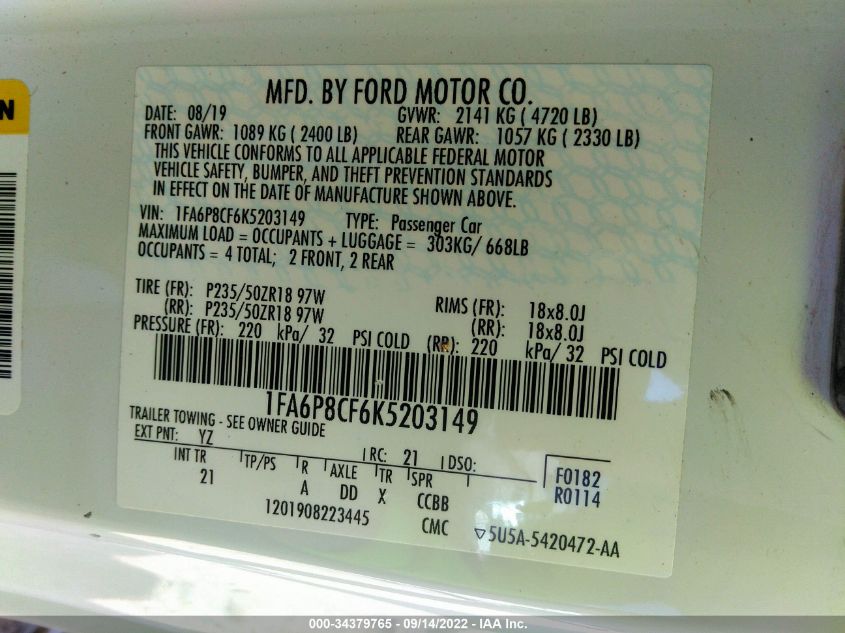 N
MFD. BY FORD MOTOR CO.
DATE: 08/19 GVWR: 2141 KG ( 4720 LB)
FRONT GAWR: 1089 KG ( 2400 LB) REAR GAWR: 1057 KG ( 2330 LB)
THIS VEHICLE CONFORMS TO ALL APPLICABLE FEDERAL MOTOR
VEHICLE SAFETY, BUMPER, AND THEFT PREVENTION STANDARDS
IN EFFECT ON THE DATE OF MANUFACTURE SHOWN ABOVE.
VIN: 1FA6P8CF6K5203149 TYPE: Passenger Car
MAXIMUM LOAD = OCCUPANTS + LUGGAGE = 303KG/ 668LB
OCCUPANTS = 4 TOTAL; 2 FRONT, 2 REAR
TIRE (FR): P235/50ZR18 97W RIMS (FR): 18x8.0J
(RR): P235/50ZR18 97W (RR): 18x8.0J
PRESSURE (FR): 220 kPa/ 32 PSI COLD (RR): 220 kPa/ 32 PSI COLD
1FA6P8CF6K5203149
TRAILER TOWING - SEE OWNER GUIDE
EXT PNT: YZ RC: 21 DSO:
INT TR TP/PS R AXLE TR SPR F0182
21 A DD X CCBB R0114
1201908223445 CMC 5U5A-5420472-AA
000-34379765 - 09/14/2022 - IAA Inc.